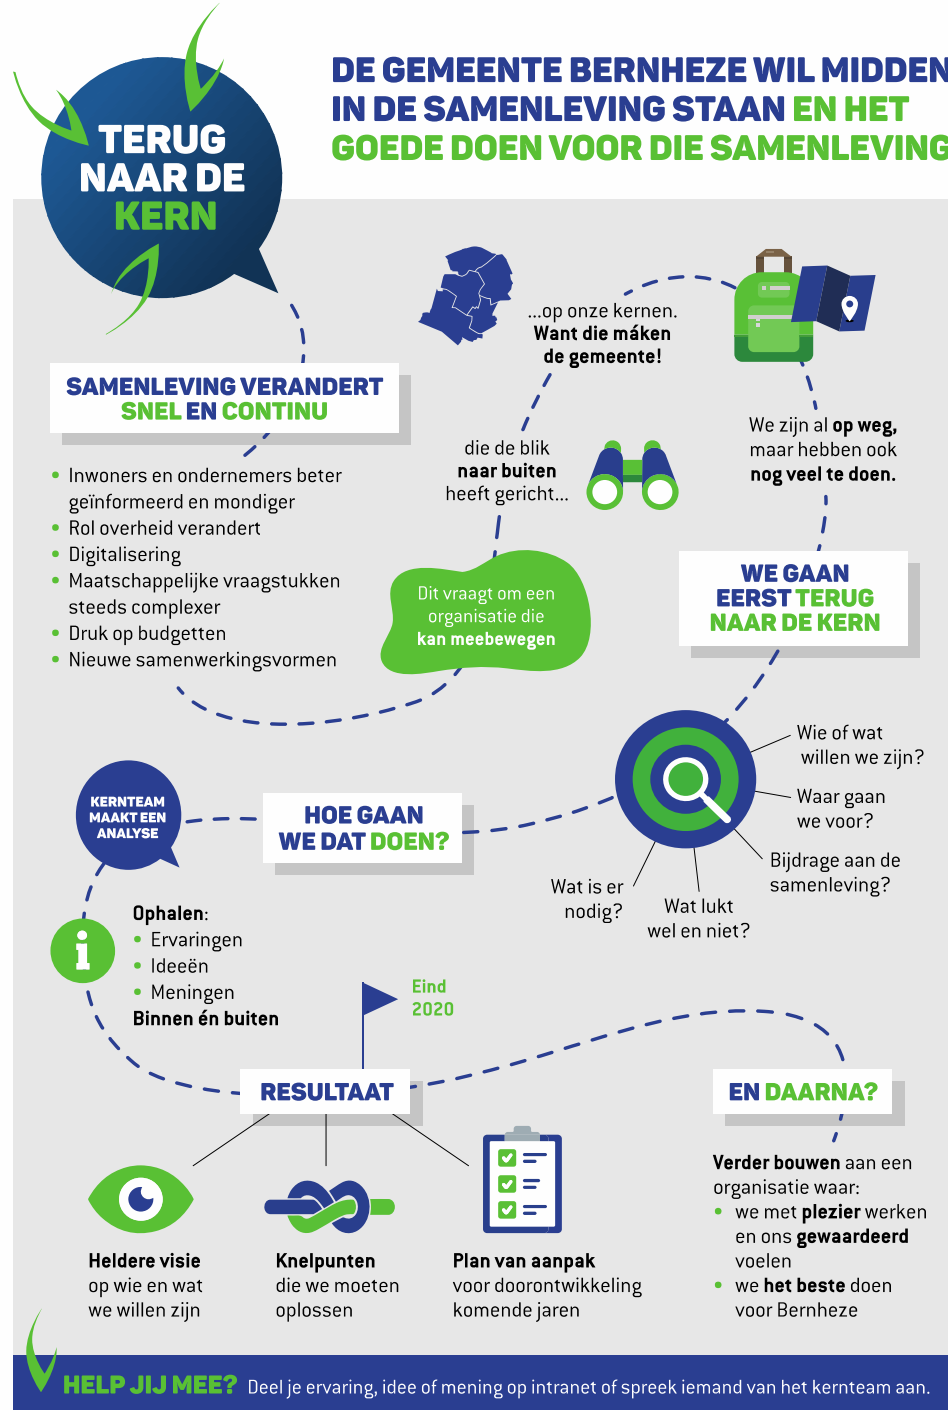 TERUG
NAAR DE
KERN
DE GEMEENTE BERNHEZE WIL MIDDEN
IN DE SAMENLEVING STAAN EN HET
GOEDE DOEN VOOR DIE SAMENLEVING
SAMENLEVING VERANDERT
SNEL EN CONTINU
• Inwoners en ondernemers beter
geïnformeerd en mondiger
• Rol overheid verandert
• Digitalisering
• Maatschappelijke vraagstukken
steeds complexer
• Druk op budgetten
• Nieuwe samenwerkingsvormen
Dit vraagt om een
organisatie die
kan meebewegen
die de blik
naar buiten
heeft gericht...
...op onze kernen.
Want die máken
de gemeente!
We zijn al op weg,
maar hebben ook
nog veel te doen.
WE GAAN
EERST TERUG
NAAR DE KERN
Wie of wat
willen we zijn?
Waar gaan
we voor?
Bijdrage aan de
samenleving?
Wat lukt
wel en niet?
Wat is er
nodig?
HOE GAAN
WE DAT DOEN?
KERNTEAM
MAAKT EEN
ANALYSE
Ophalen:
• Ervaringen
• Ideeën
• Meningen
Binnen én buiten
Eind
2020
RESULTAAT
Heldere visie
op wie en wat
we willen zijn
Knelpunten
die we moeten
oplossen
Plan van aanpak
voor doorontwikkeling
komende jaren
EN DAARNA?
Verder bouwen aan een
organisatie waar:
• we met plezier werken
en ons gewaardeerd
voelen
• we het beste doen
voor Bernheze
HELP JIJ MEE? Deel je ervaring, idee of mening op intranet of spreek iemand van het kernteam aan.